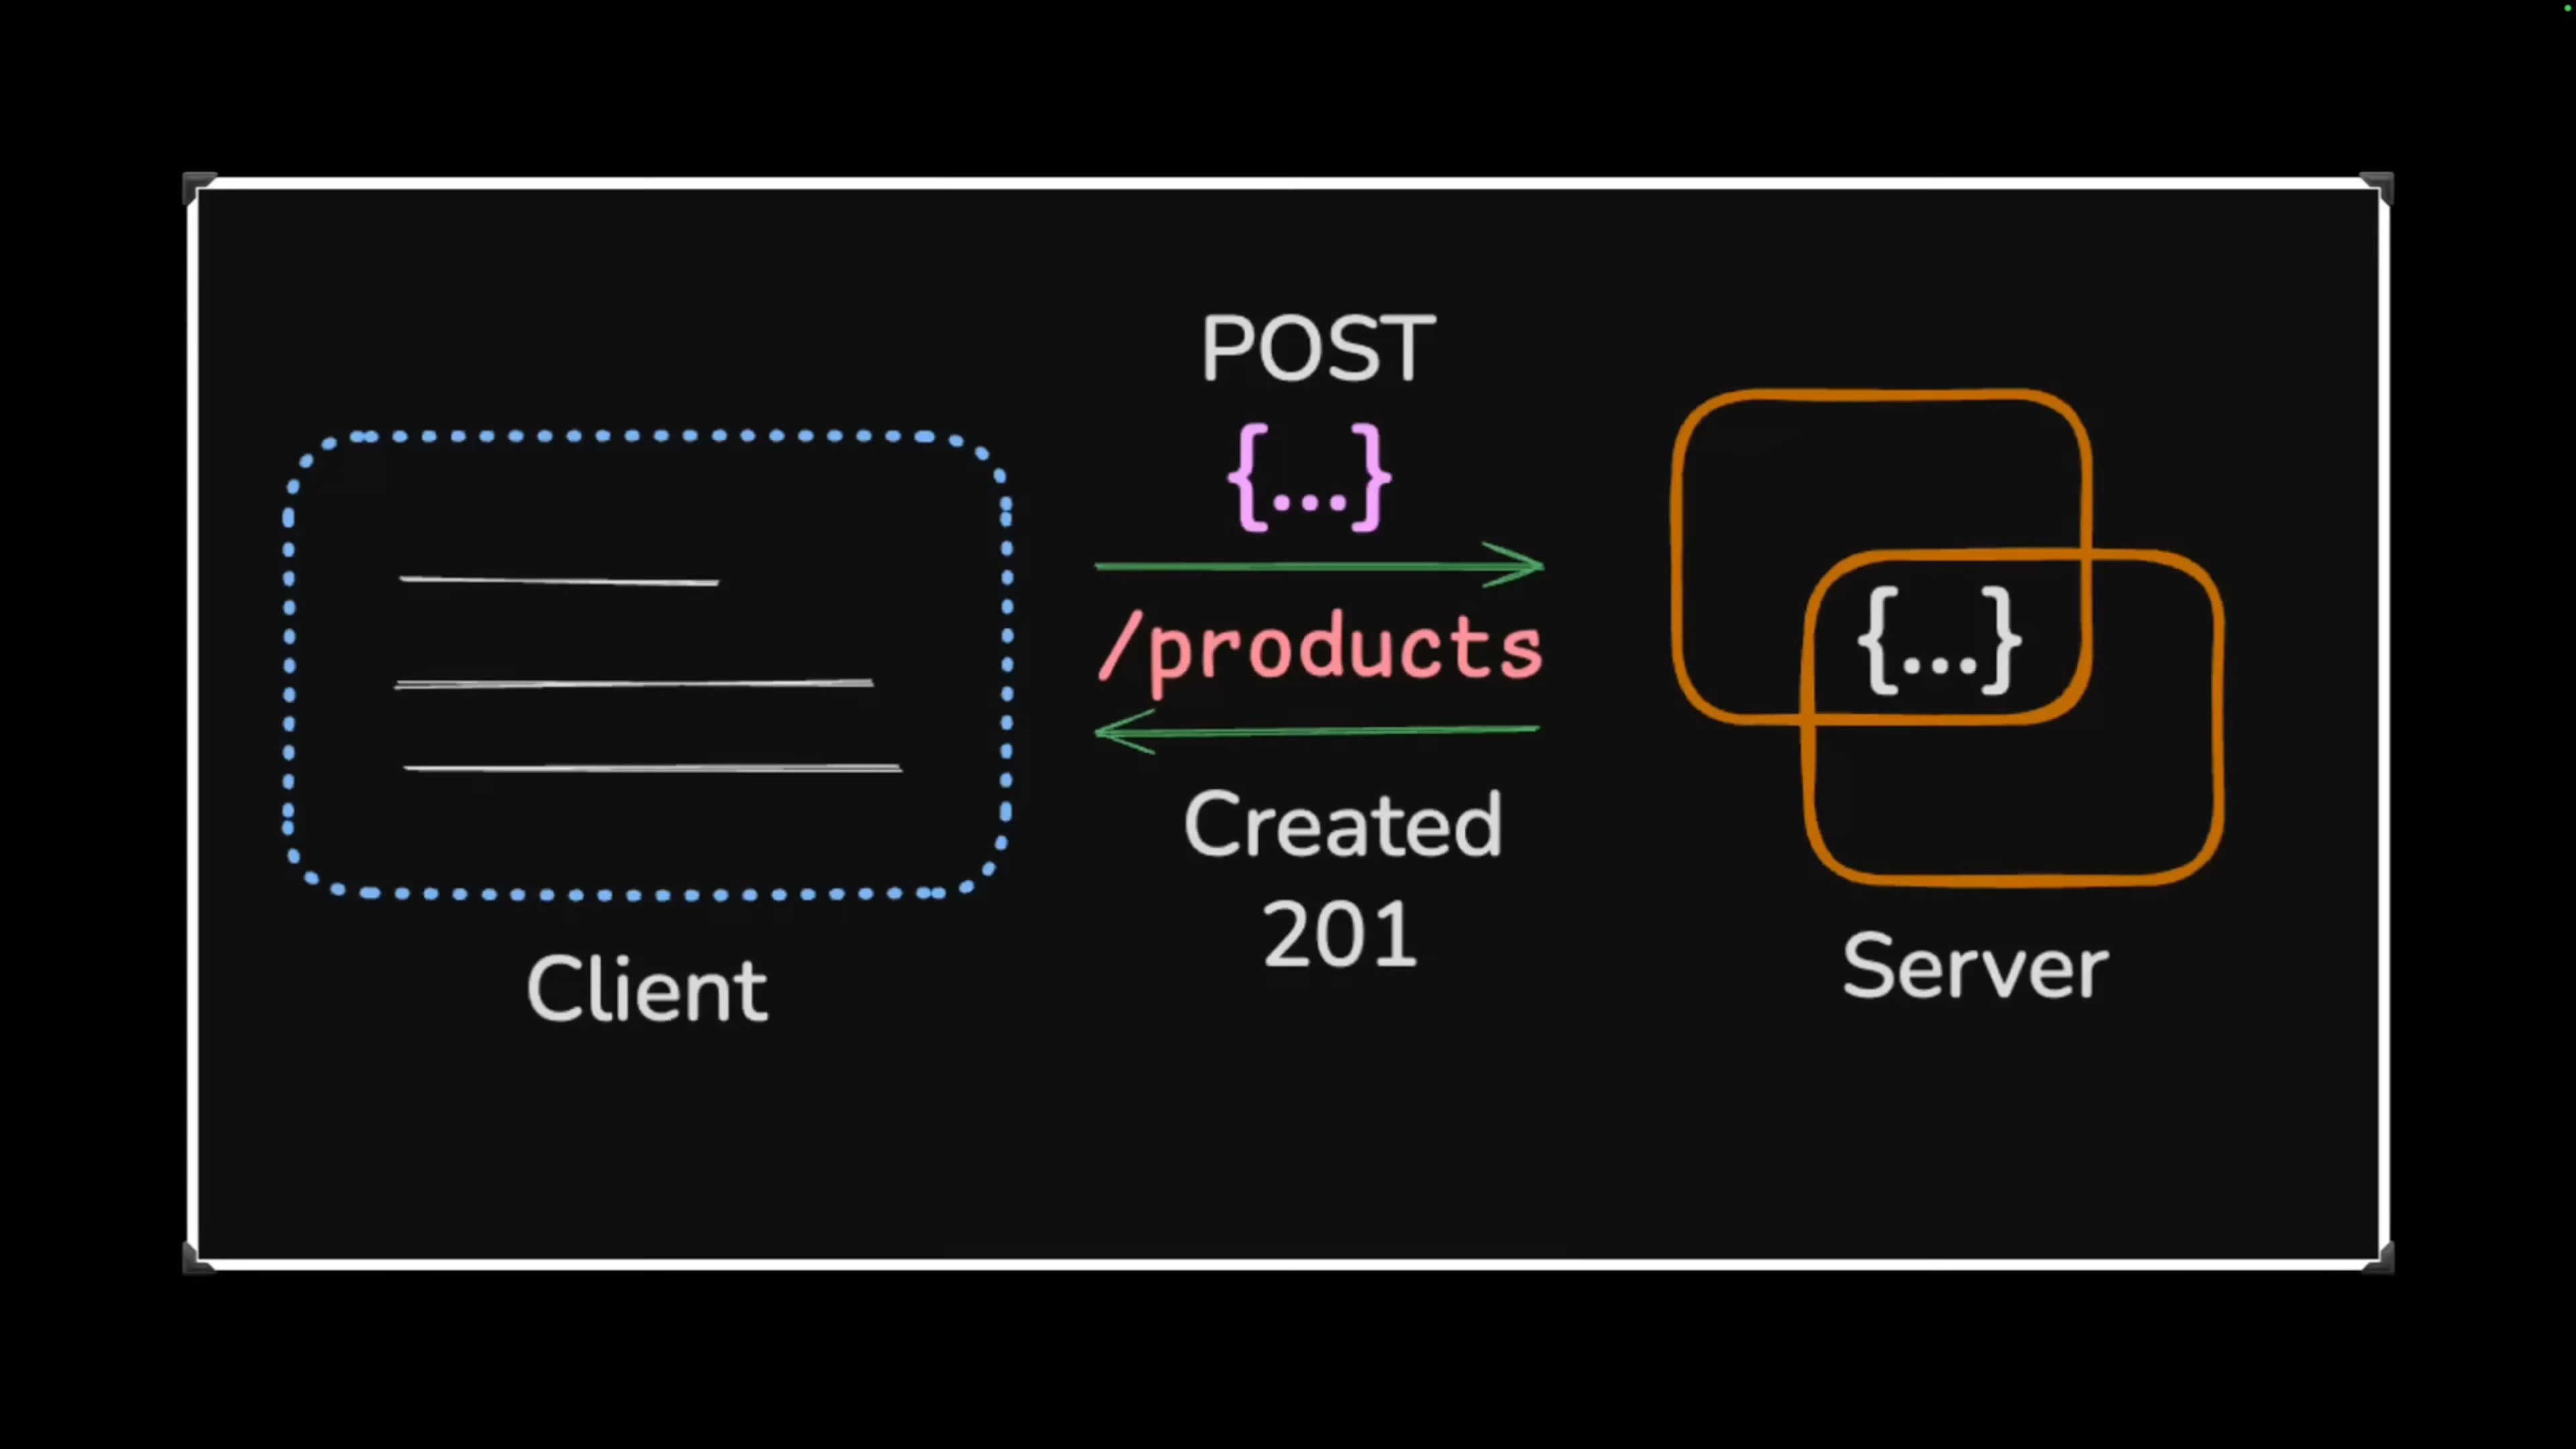 POST
{...}
/products
{...}
Created
201
Client
Server